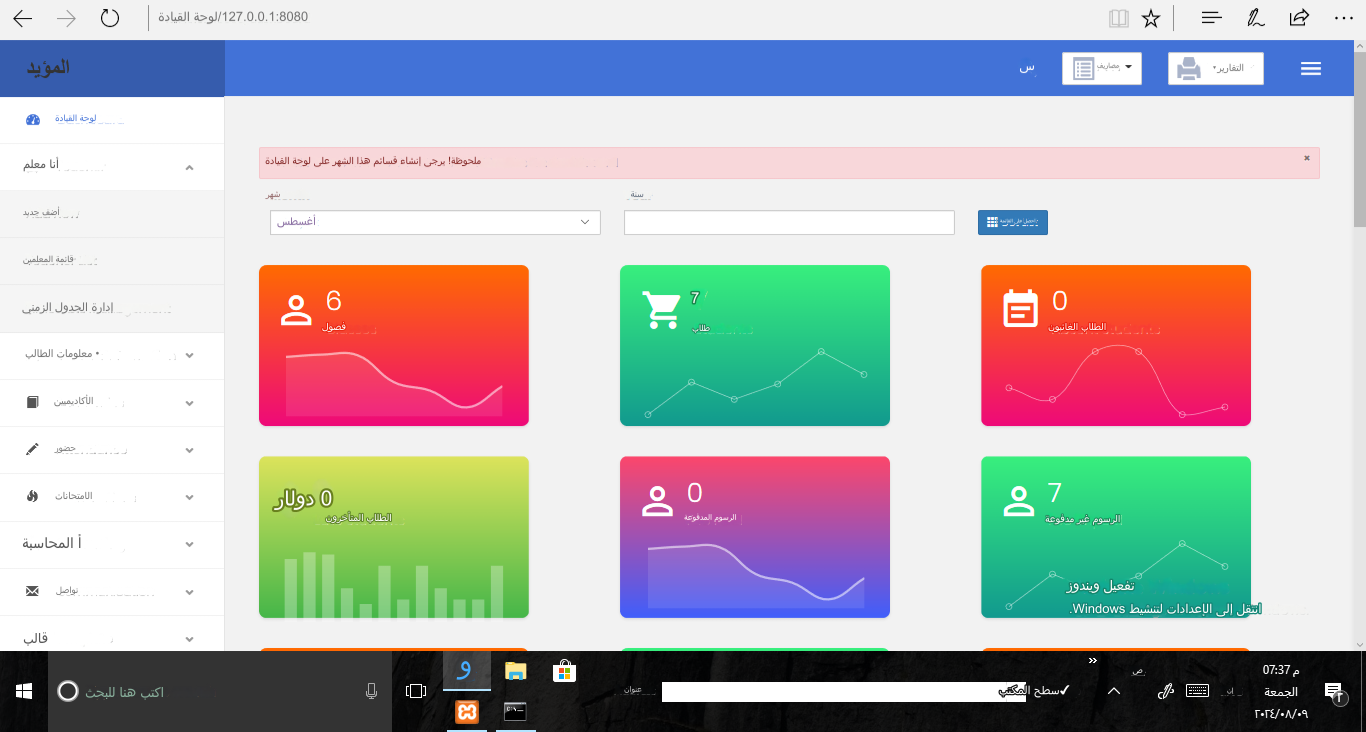 127.0.0.1:8080/لوحة القيادة
المؤيد
س
مصاريف
التقارير
لوحة القيادة
أنا معلم
أضف جديد
قائمة المعلمين
إدارة الجدول الزمني
معلومات الطالب
الأكاديميين
حضور
الامتحانات
أ المحاسبة
تواصل
قالب
ملحوظة! يرجى إنشاء قسائم هذا الشهر على لوحة القيادة
شهر
سنة
أغسطس
6
فصول
7
طلاب
0
الطلاب الغائبون
0 دولار
الطلاب المتأخرون
0
الرسوم المدفوعة
7
الرسوم غير مدفوعة
تفعيل ويندوز
انتقل إلى الإعدادات لتنشيط Windows.
اكتب هنا للبحث
عنوان
سطح المكتب
ص
07:37 م
الجمعة
٢٠٢٤/٠٨/٠٩